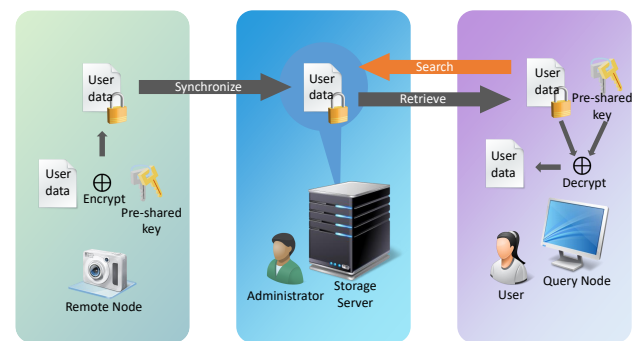 User
data
Synchronize
User
data
Encrypt
Pre-shared
key
Remote Node
User
data
Search
Retrieve
Administrator
Storage
Server
User
data
Pre-shared
key
User
data
Decrypt
User
Query Node